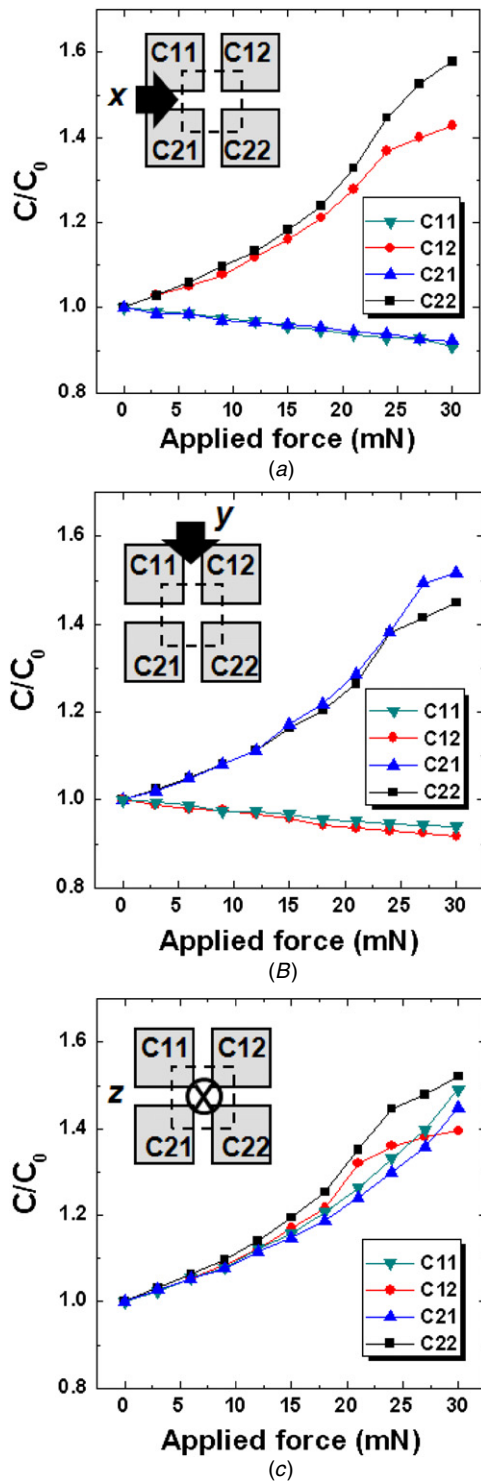 1.6
1.4
1.2
1.0
0.8
C/C0
C11 C12
x
C21 C22
C11
C12
C21
C22
0 5 10 15 20 25 30
Applied force (mN)
(a)
1.6
1.4
1.2
1.0
0.8
C/C0
y
C11 C12
C21 C22
C11
C12
C21
C22
0 5 10 15 20 25 30
Applied force (mN)
(B)
1.6
1.4
1.2
1.0
0.8
C/C0
C11 C12
z
C21 C22
C11
C12
C21
C22
0 5 10 15 20 25 30
Applied force (mN)
(c)